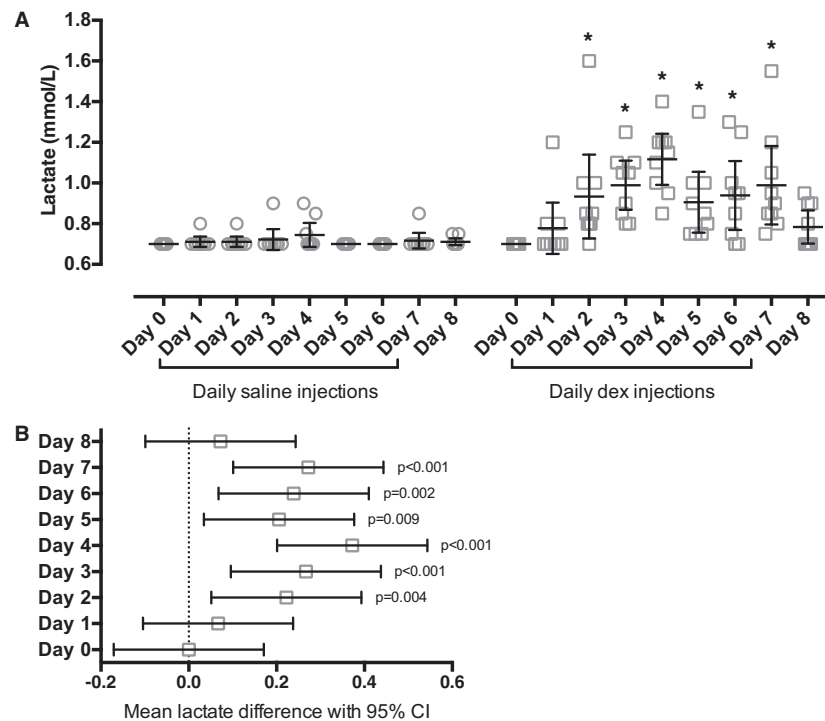 A
1.8
1.6
1.4
1.2
1.0
0.8
0.6
Lactate (mmol/L)
* * * * * *
Day 0 Day 1 Day 2 Day 3 Day 4 Day 5 Day 6 Day 7 Day 8 Day 0 Day 1 Day 2 Day 3 Day 4 Day 5 Day 6 Day 7 Day 8
Daily saline injections Daily dex injections
B
Day 8
Day 7 p<0.001
Day 6 p=0.002
Day 5 p=0.009
Day 4 p<0.001
Day 3 p<0.001
Day 2 p=0.004
Day 1
Day 0
-0.2 0.0 0.2 0.4 0.6
Mean lactate difference with 95% CI